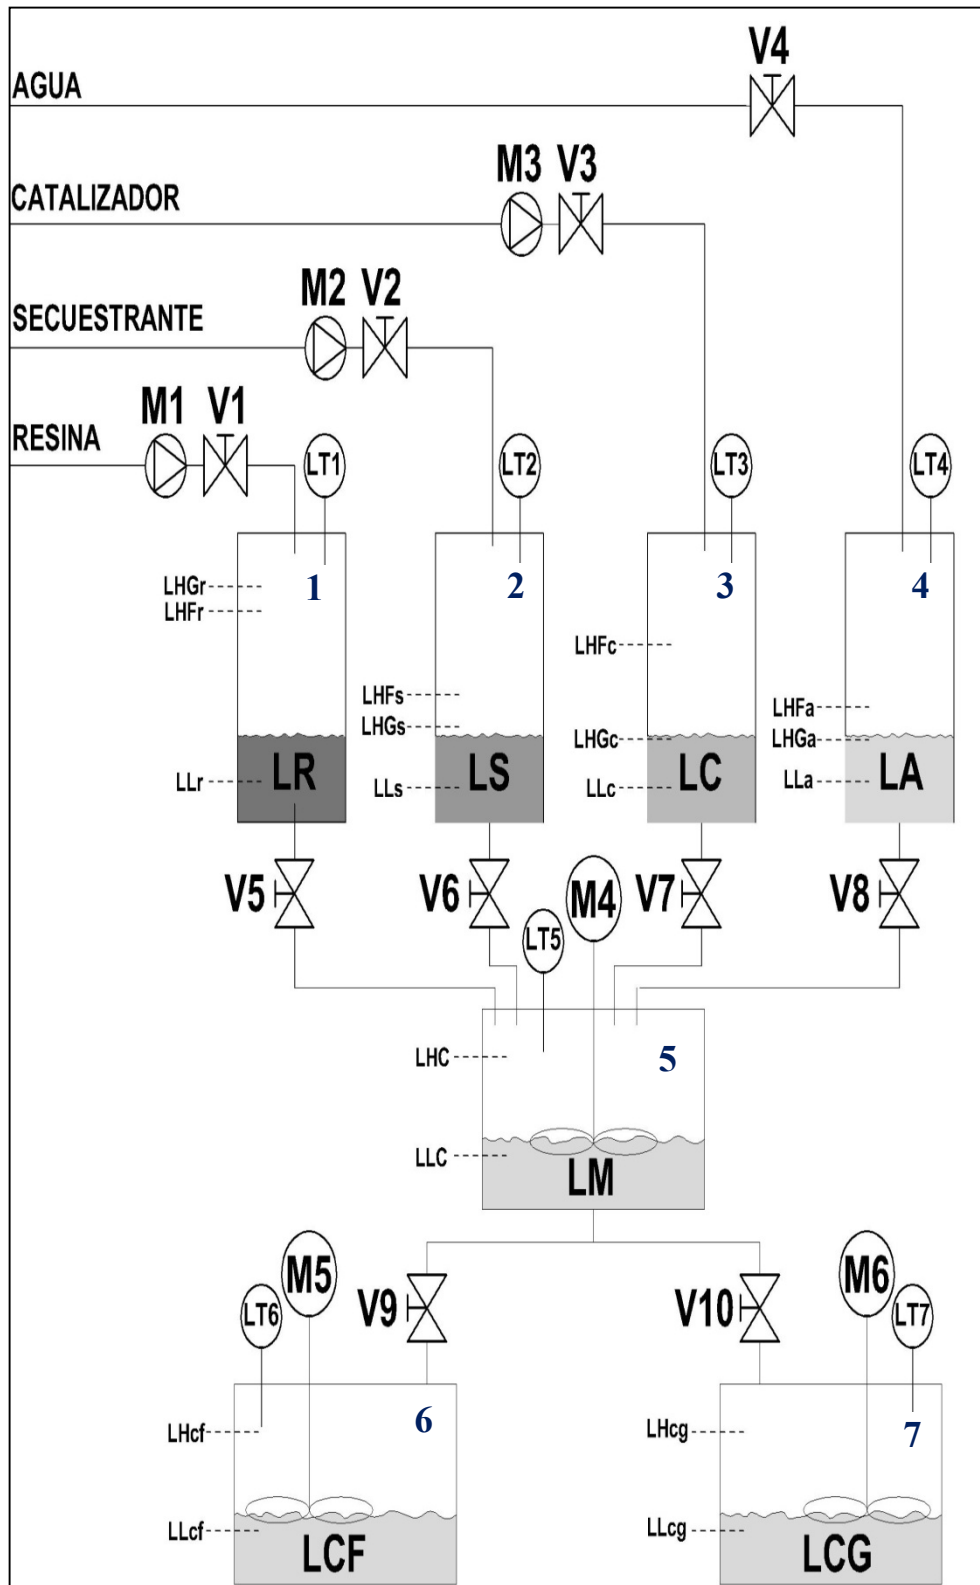 V4
AGUA
M3 V3
CATALIZADOR
M2 V2
SECUESTRANTE
M1 V1
RESINA
LT1 LT2 LT3 LT4
1 2 3 4
LHGr
LHFr
LHFc
LHFs
LHGs
LHFa
LHGc
LHGa
LLr LR
LLs LS
LLc LC
LLa LA
V5 V6 M4 V7 V8
LT5
LHC 5
LLC
LM
M5 V9 V10 M6
LT6 LT7
6 7
LHcf LHcg
LLcf LLcg
LCF LCG